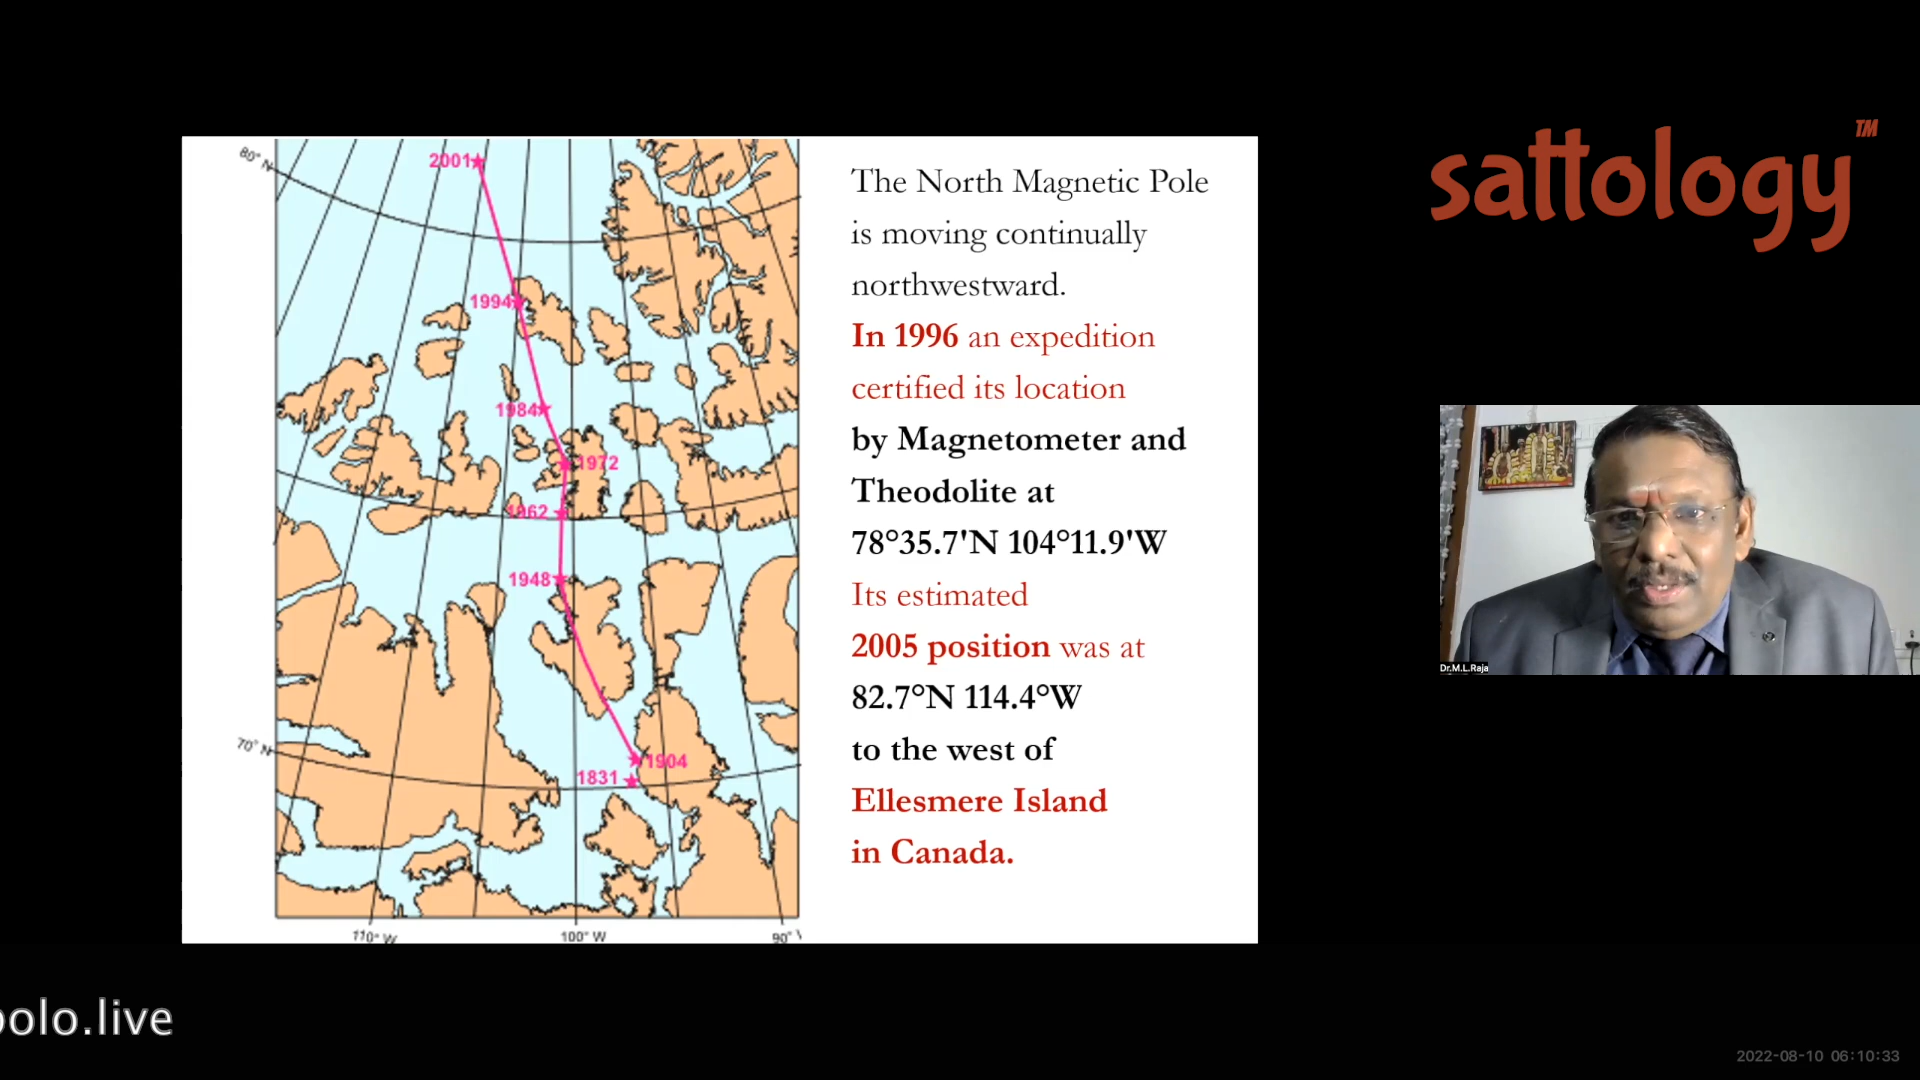 80° N
2001
1994
1984
1972
1962
1948
70° N
1904
1831
110° W
100° W
90°
The North Magnetic Pole
is moving continually
northwestward.
In 1996 an expedition
certified its location
by Magnetometer and
Theodolite at
78°35.7'N 104°11.9'W
Its estimated
2005 position was at
82.7°N 114.4°W
to the west of
Ellesmere Island
in Canada.
sattology™
Dr.M.L.Raja
olo.live
2022-08-10 06:10:33